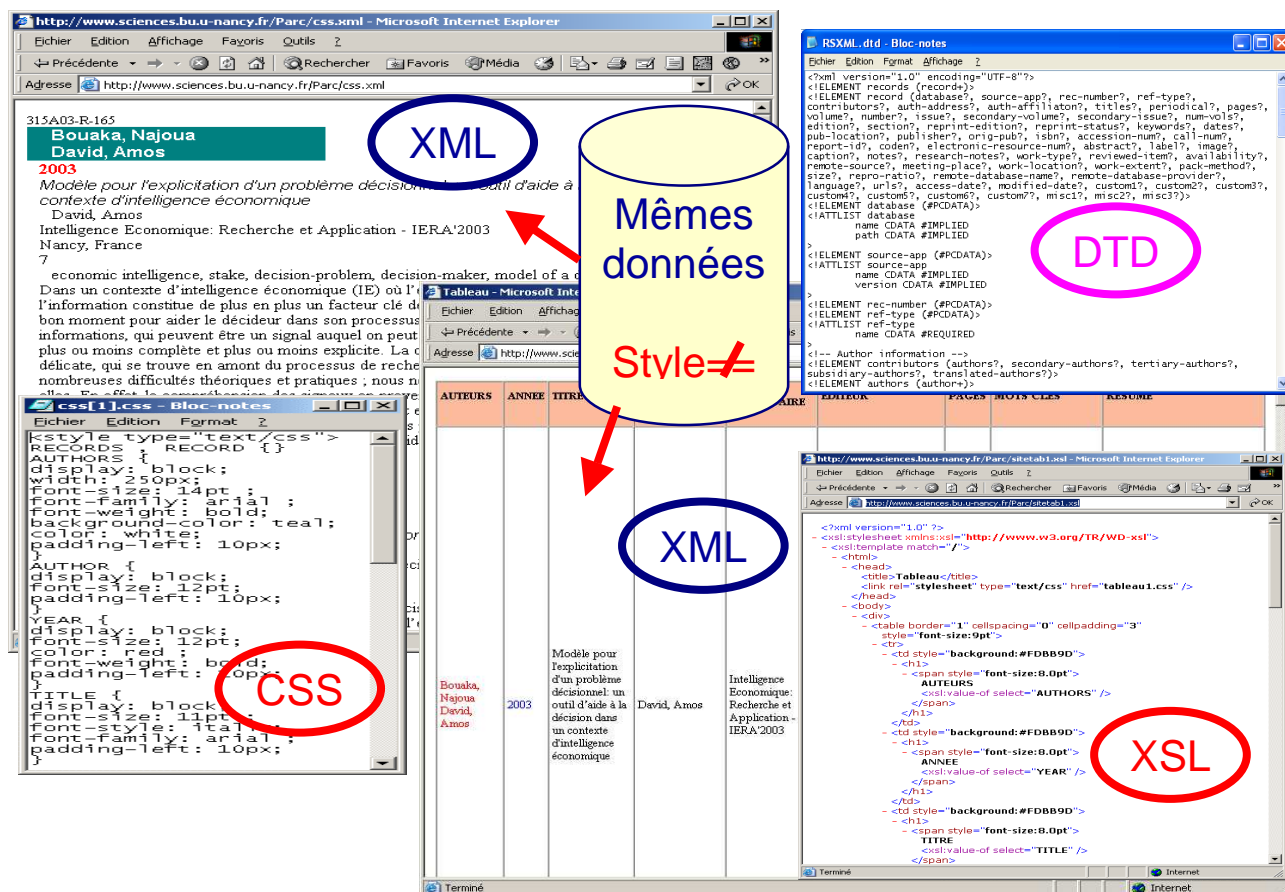 http://www.sciences.bu.u-nancy.fr/Parc/css.xml - Microsoft Internet Explorer
Fichier Edition Affichage Favoris Outils ?
Précédente Rechercher Favoris Média »
Adresse http://www.sciences.bu.u-nancy.fr/Parc/css.xml OK
315A03-R-165
Bouaka, Najoua
David, Amos
2003
Modèle pour l'explicitation d'un problème décisionnel: un outil d'aide à
contexte d'intelligence économique
David, Amos
Intelligence Economique: Recherche et Application - IERA'2003
Nancy, France
7
economic intelligence, stake, decision-problem, decision-maker, model of a
Dans un contexte d'intelligence économique (IE) où l'
l'information constitue de plus en plus un facteur clé
bon moment pour aider le décideur dans son processus
informations, qui peuvent être un signal auquel on peut
plus ou moins complète et plus ou moins explicite. La
délicate, qui se trouve en amont du processus de
nombreuses difficultés théoriques et pratiques ; nous
XML
Mêmes
données
Style≠
RSXML.dtd - Bloc-notes
Fichier Edition Format Affichage ?
<?xml version="1.0" encoding="UTF-8"?>
<!ELEMENT records (record+)>
<!ELEMENT record (database?, source-app?, rec-number?, ref-type?,
contributors?, auth-address?, auth-affiliaton?, titles?, periodical?, pages?,
volume?, number?, issue?, secondary-volume?, secondary-issue?, num-vols?,
edition?, section?, reprint-edition?, reprint-status?, keywords?, dates?,
pub-location?, publisher?, orig-pub?, isbn?, accession-num?, call-num?,
report-id?, coden?, electronic-resource-num?, abstract?, label?, image?,
caption?, notes?, research-notes?, work-type?, reviewed-item?, availability?,
remote-source?, meeting-place?, work-location?, work-extent?, pack-method?,
size?, repro-ratio?, remote-database-name?, remote-database-provider?,
language?, urls?, access-date?, modified-date?, custom1?, custom2?, custom3?,
custom4?, custom5?, custom6?, custom7?, misc1?, misc2?, misc3?)>
<!ELEMENT database (#PCDATA)>
<!ATTLIST database
name CDATA #IMPLIED
path CDATA #IMPLIED
>
<!ELEMENT source-app (#PCDATA)>
<!ATTLIST source-app
name CDATA #IMPLIED
version CDATA #IMPLIED
>
<!ELEMENT rec-number (#PCDATA)>
<!ELEMENT ref-type (#PCDATA)>
<!ATTLIST ref-type
name CDATA #REQUIRED
>
<!-- Author information -->
<!ELEMENT contributors (authors?, secondary-authors?, tertiary-authors?,
subsidiary-authors?, translated-authors?)>
<!ELEMENT authors (author+)>
DTD
css[1].css - Bloc-notes
Fichier Edition Format ?
<style type="text/css">
RECORDS , RECORD {}
AUTHORS {
display: block;
width: 250px;
font-size: 14pt ;
font-family: arial ;
font-weight: bold;
background-color: teal;
color: white;
padding-left: 10px;
}
AUTHOR {
display: block;
font-size: 12pt;
padding-left: 10px;
}
YEAR {
display: block;
font-size: 12pt;
color: red ;
font-weight: bold;
padding-left: 20px;
}
TITLE {
display: block;
font-size: 11pt;
font-style: italic ;
font-family: arial ;
padding-left: 10px;
}
CSS
Tableau - Microsoft
Fichier Edition
Précédente
Adresse
AUTEURS ANNEE TITRE EDITEUR PAGES MOTS CLES RESUME
Bouaka,
Najoua
David,
Amos
2003
Modèle pour
l'explicitation
d'un problème
décisionnel: un
outil d'aide à la
décision dans
un contexte
d'intelligence
économique
David, Amos
Intelligence
Economique:
Recherche et
Application -
IERA'2003
XML
http://www.sciences.bu.u-nancy.fr/Parc/sitetab1.xsl - Microsoft Internet Explorer
Fichier Edition Affichage Favoris Outils ?
Précédente Rechercher Favoris Média »
Adresse http://www.sciences.bu.u-nancy.fr/Parc/sitetab1.xsl OK
<?xml version="1.0" ?>
- <xsl:stylesheet xmlns:xsl="http://www.w3.org/TR/WD-xsl">
- <xsl:template match="/">
- <html>
- <head>
<title>Tableau</title>
<link rel="stylesheet" type="text/css" href="tableau1.css" />
</head>
- <body>
- <div>
- <table border="1" cellspacing="0" cellpadding="3"
style="font-size:9pt">
- <tr>
- <td style="background:#FDBB9D">
- <h1>
- <span style="font-size:8.0pt">
AUTEURS
<xsl:value-of select="AUTHORS" />
</span>
</h1>
</td>
- <td style="background:#FDBB9D">
- <h1>
- <span style="font-size:8.0pt">
ANNEE
<xsl:value-of select="YEAR" />
</span>
</h1>
</td>
- <td style="background:#FDBB9D">
- <h1>
- <span style="font-size:8.0pt">
TITRE
<xsl:value-of select="TITLE" />
</span>
XSL
Terminé Internet
Terminé Internet